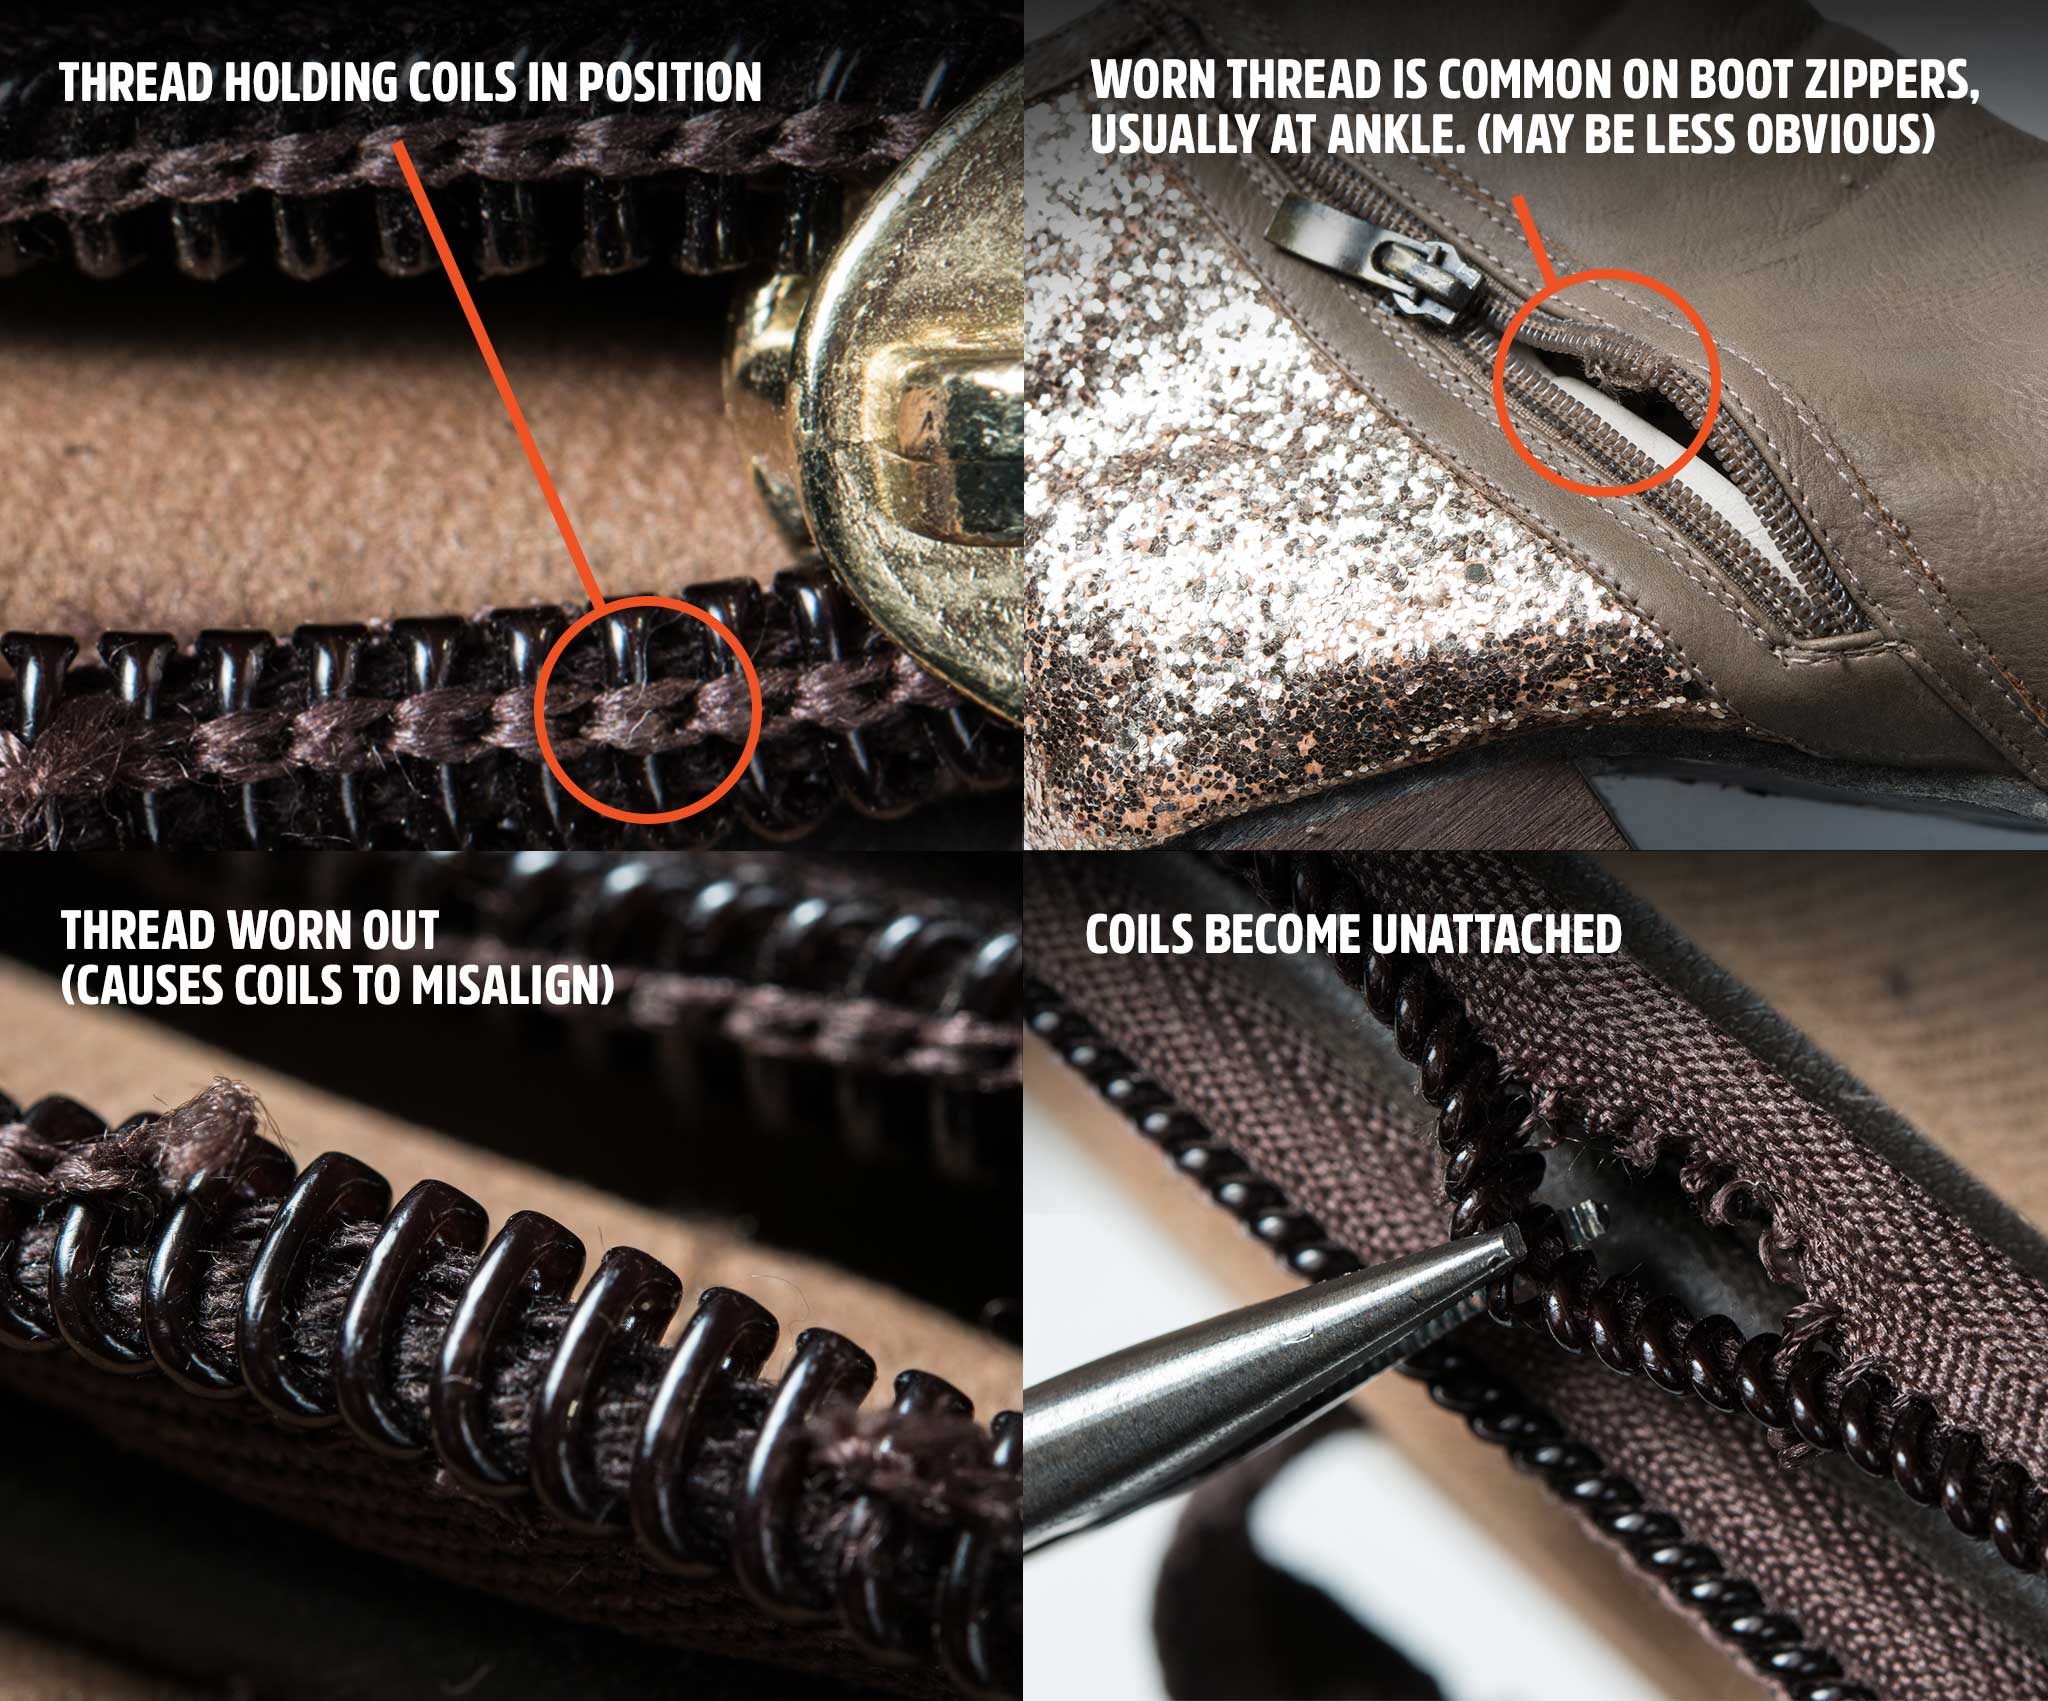 THREAD HOLDING COILS IN POSITION
WORN THREAD IS COMMON ON BOOT ZIPPERS,
USUALLY AT ANKLE. (MAY BE LESS OBVIOUS)
THREAD WORN OUT
(CAUSES COILS TO MISALIGN)
COILS BECOME UNATTACHED